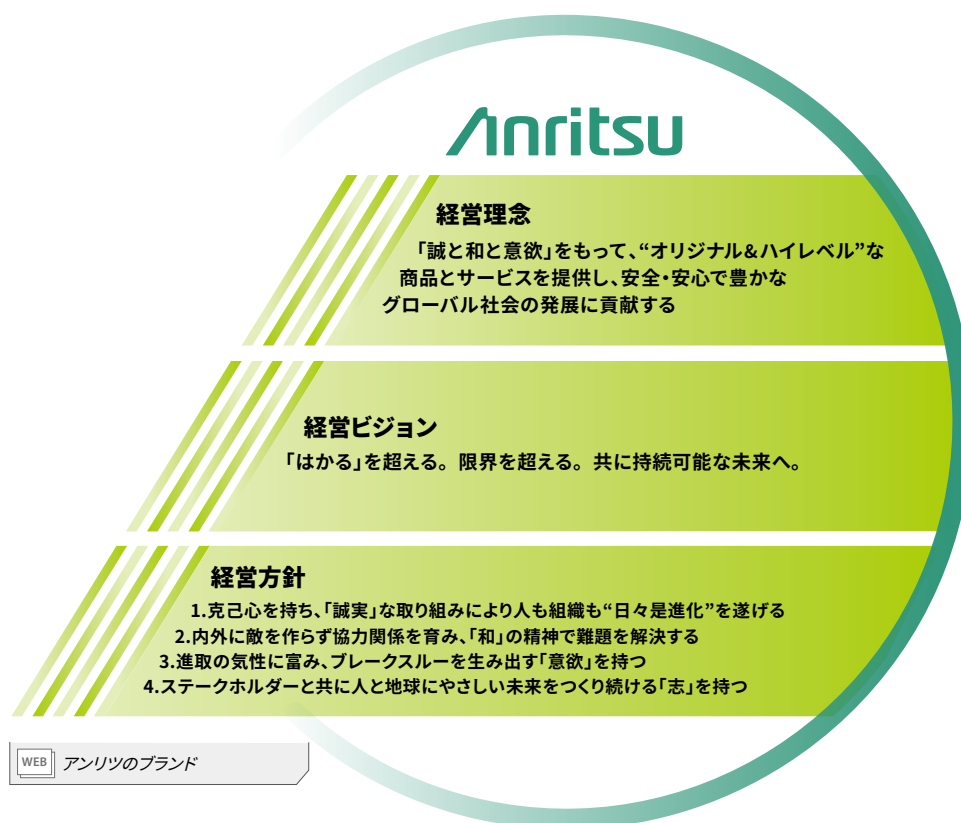 Anritsu
経営理念
「誠と和と意欲」をもって、“オリジナル&ハイレベル”な
商品とサービスを提供し、安全・安心で豊かな
グローバル社会の発展に貢献する
経営ビジョン
「はかる」を超える。限界を超える。共に持続可能な未来へ。
経営方針
1.克己心を持ち、「誠実」な取り組みにより人も組織も“日々是進化”を遂げる
2.内外に敵を作らず協力関係を育み、「和」の精神で難題を解決する
3.進取の気性に富み、ブレークスルーを生み出す「意欲」を持つ
4.ステークホルダーと共に人と地球にやさしい未来をつくり続ける「志」を持つ
WEB アンリツのブランド